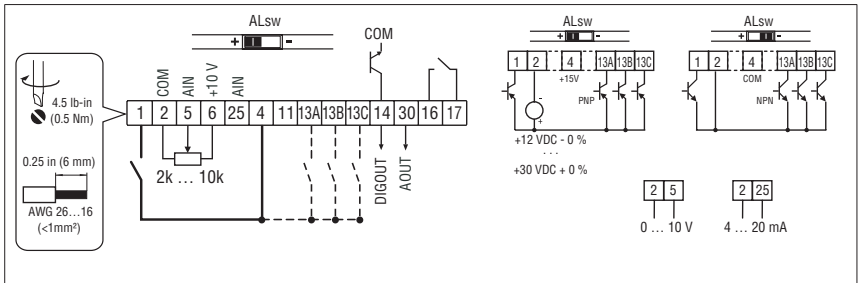 4.5 lb-in
(0.5 Nm)
0.25 in (6 mm)
AWG 26...16
(<1mm²)
ALsw
+ -
COM
COM
AIN
+10 V
AIN
1 2 5 6 25 4 11 13A 13B 13C 14 30 16 17
2k ... 10k
DIGOUT
AOUT
ALsw
+ -
1 2 4 13A 13B 13C
+15V
PNP
-
+
+12 VDC - 0 %
...
+30 VDC + 0 %
ALsw
+ -
1 2 4 13A 13B 13C
COM
NPN
2 5
0 ... 10 V
2 25
4 ... 20 mA